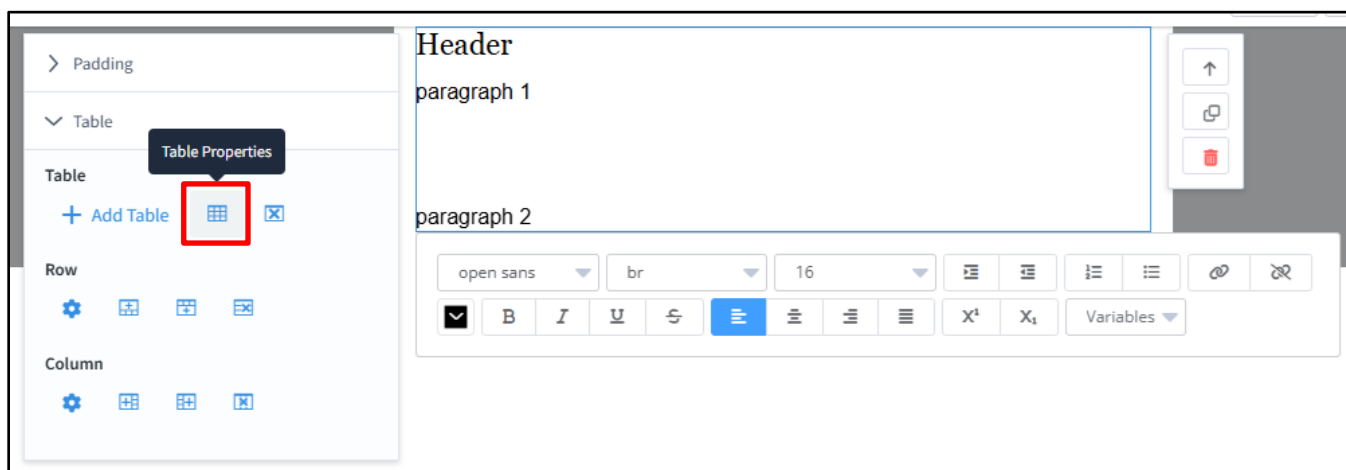 Padding
Table
Table Properties
Table
Add Table
Row
Column
Header
paragraph 1
paragraph 2
open sans
br
16
B I U S
X¹ X₁
Variables